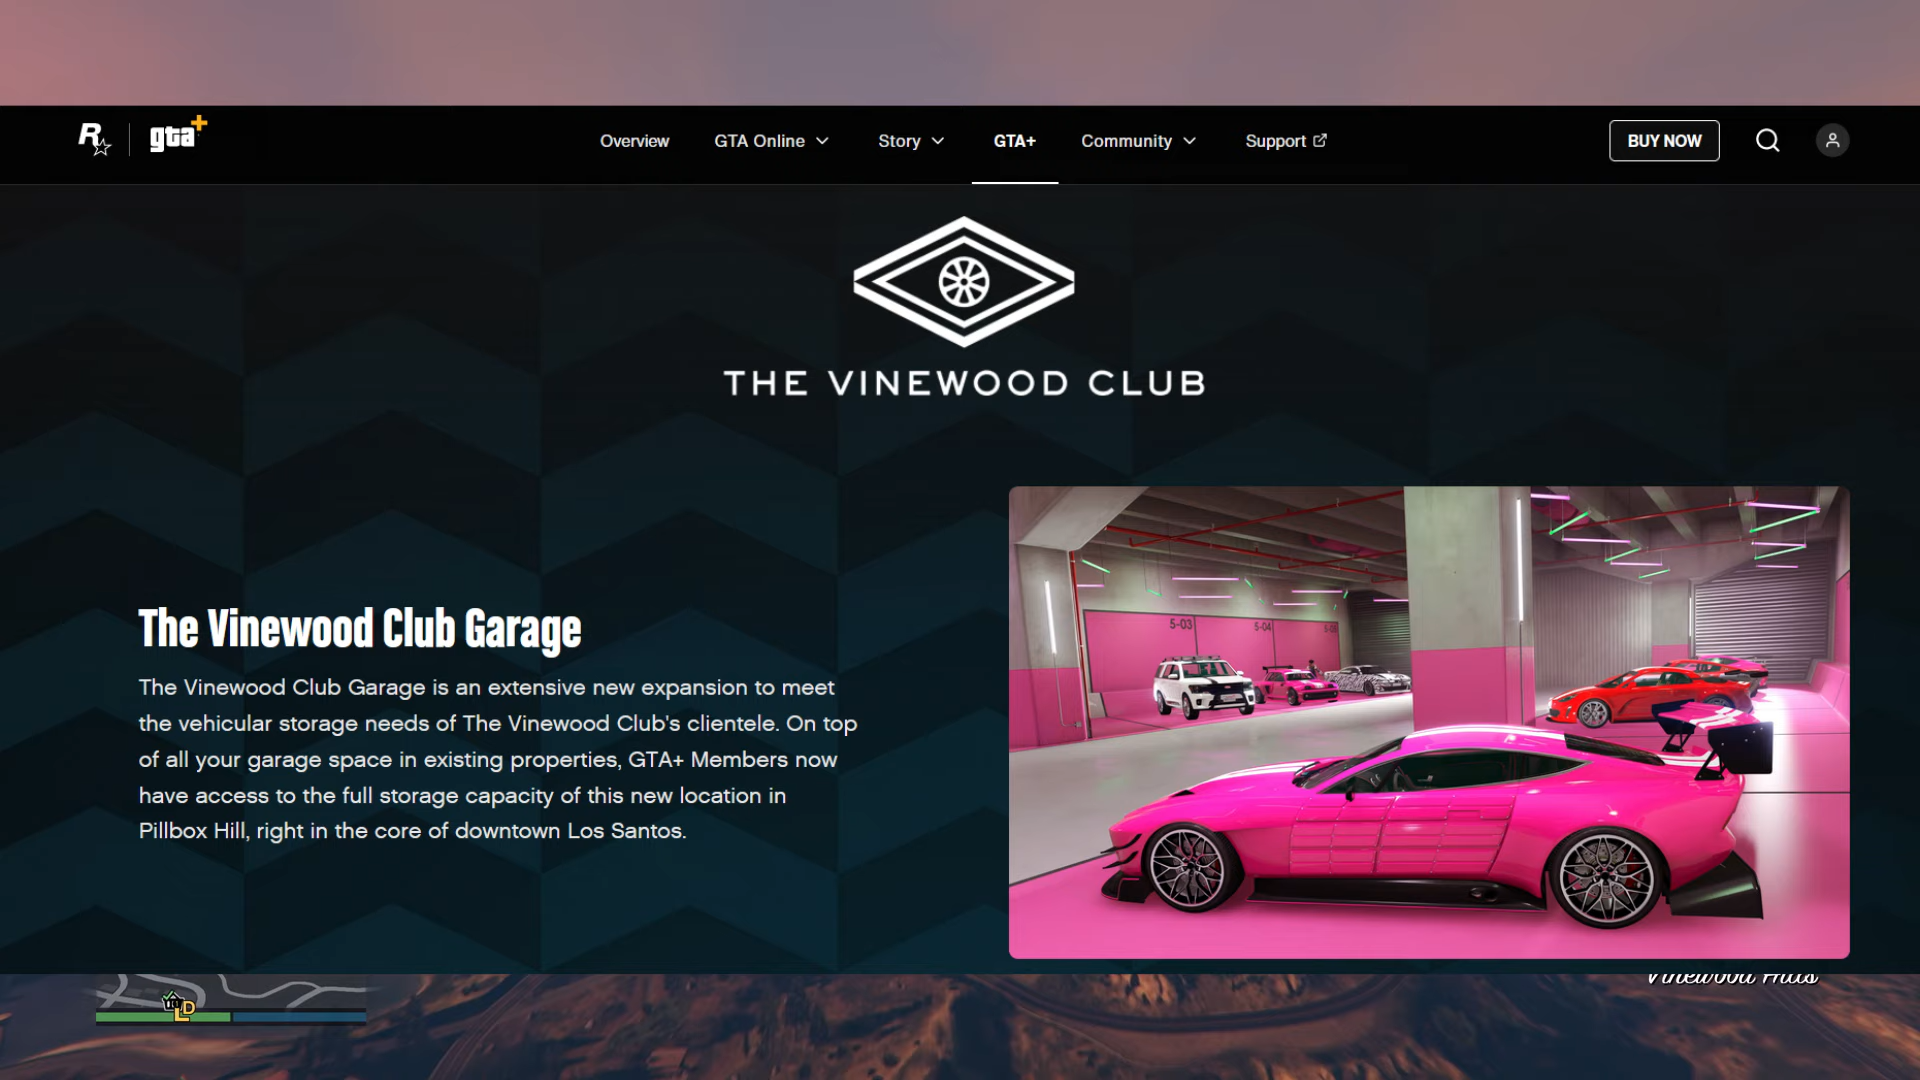 R gta+
Overview GTA Online Story GTA+ Community Support BUY NOW
THE VINEWOOD CLUB
The Vinewood Club Garage
The Vinewood Club Garage is an extensive new expansion to meet
the vehicular storage needs of The Vinewood Club's clientele. On top
of all your garage space in existing properties, GTA+ Members now
have access to the full storage capacity of this new location in
Pillbox Hill, right in the core of downtown Los Santos.
5-03 5-04 5-05
Vinewood Hills
L D